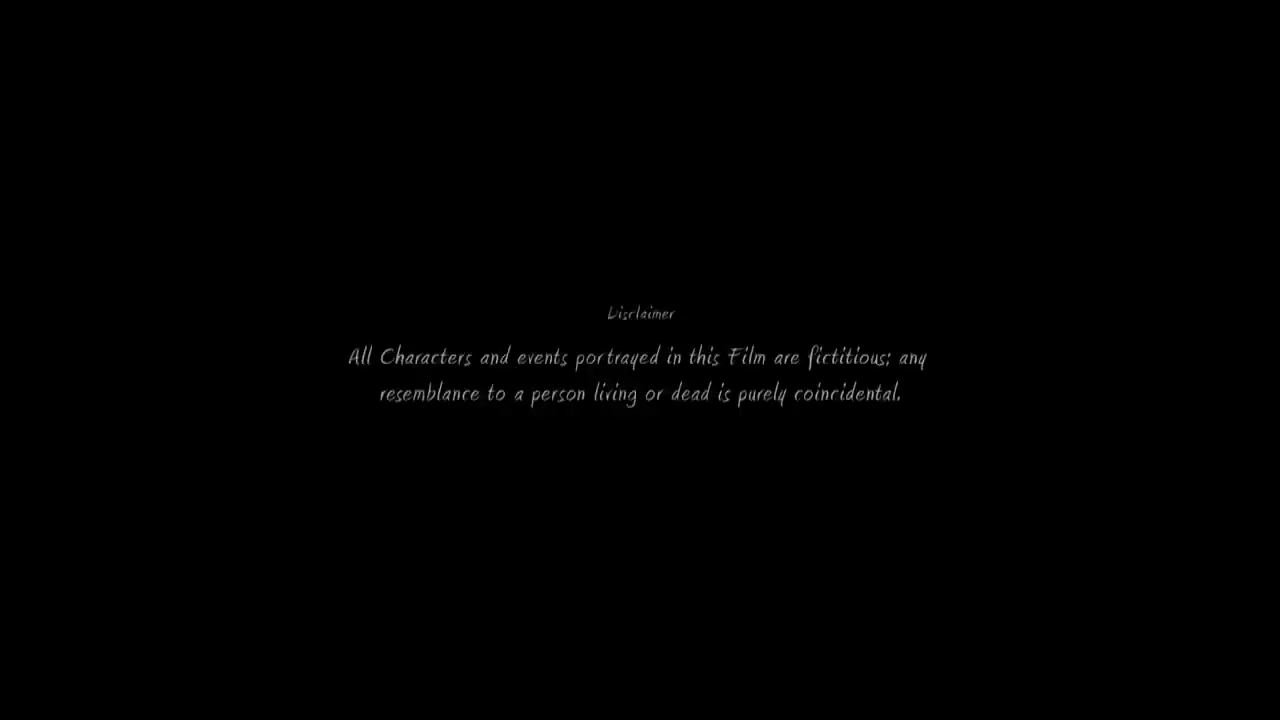 Disclaimer
All Characters and events portrayed in this Film are fictitious; any
resemblance to a person living or dead is purely coincidental.